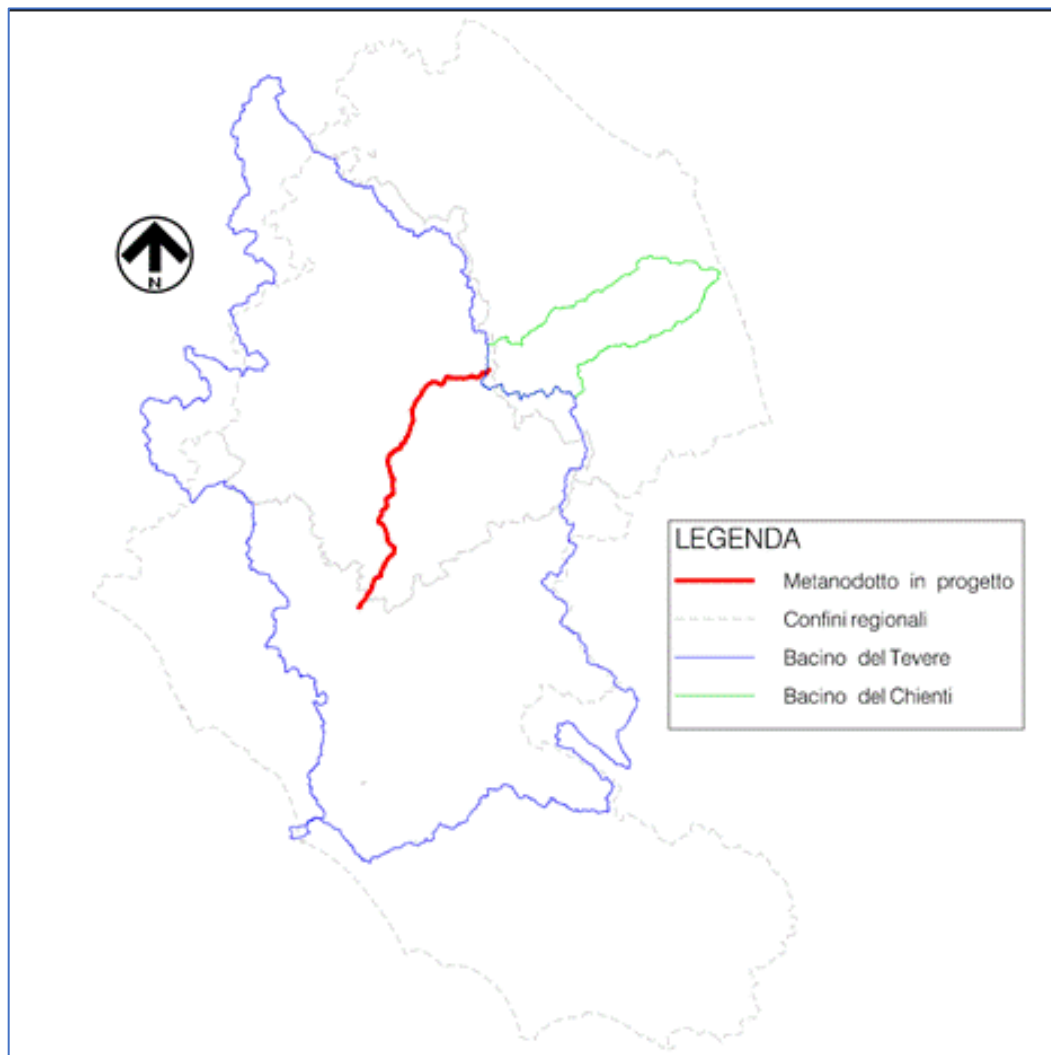 N
LEGENDA
Metanodotto in progetto
Confini regionali
Bacino del Tevere
Bacino del Chienti